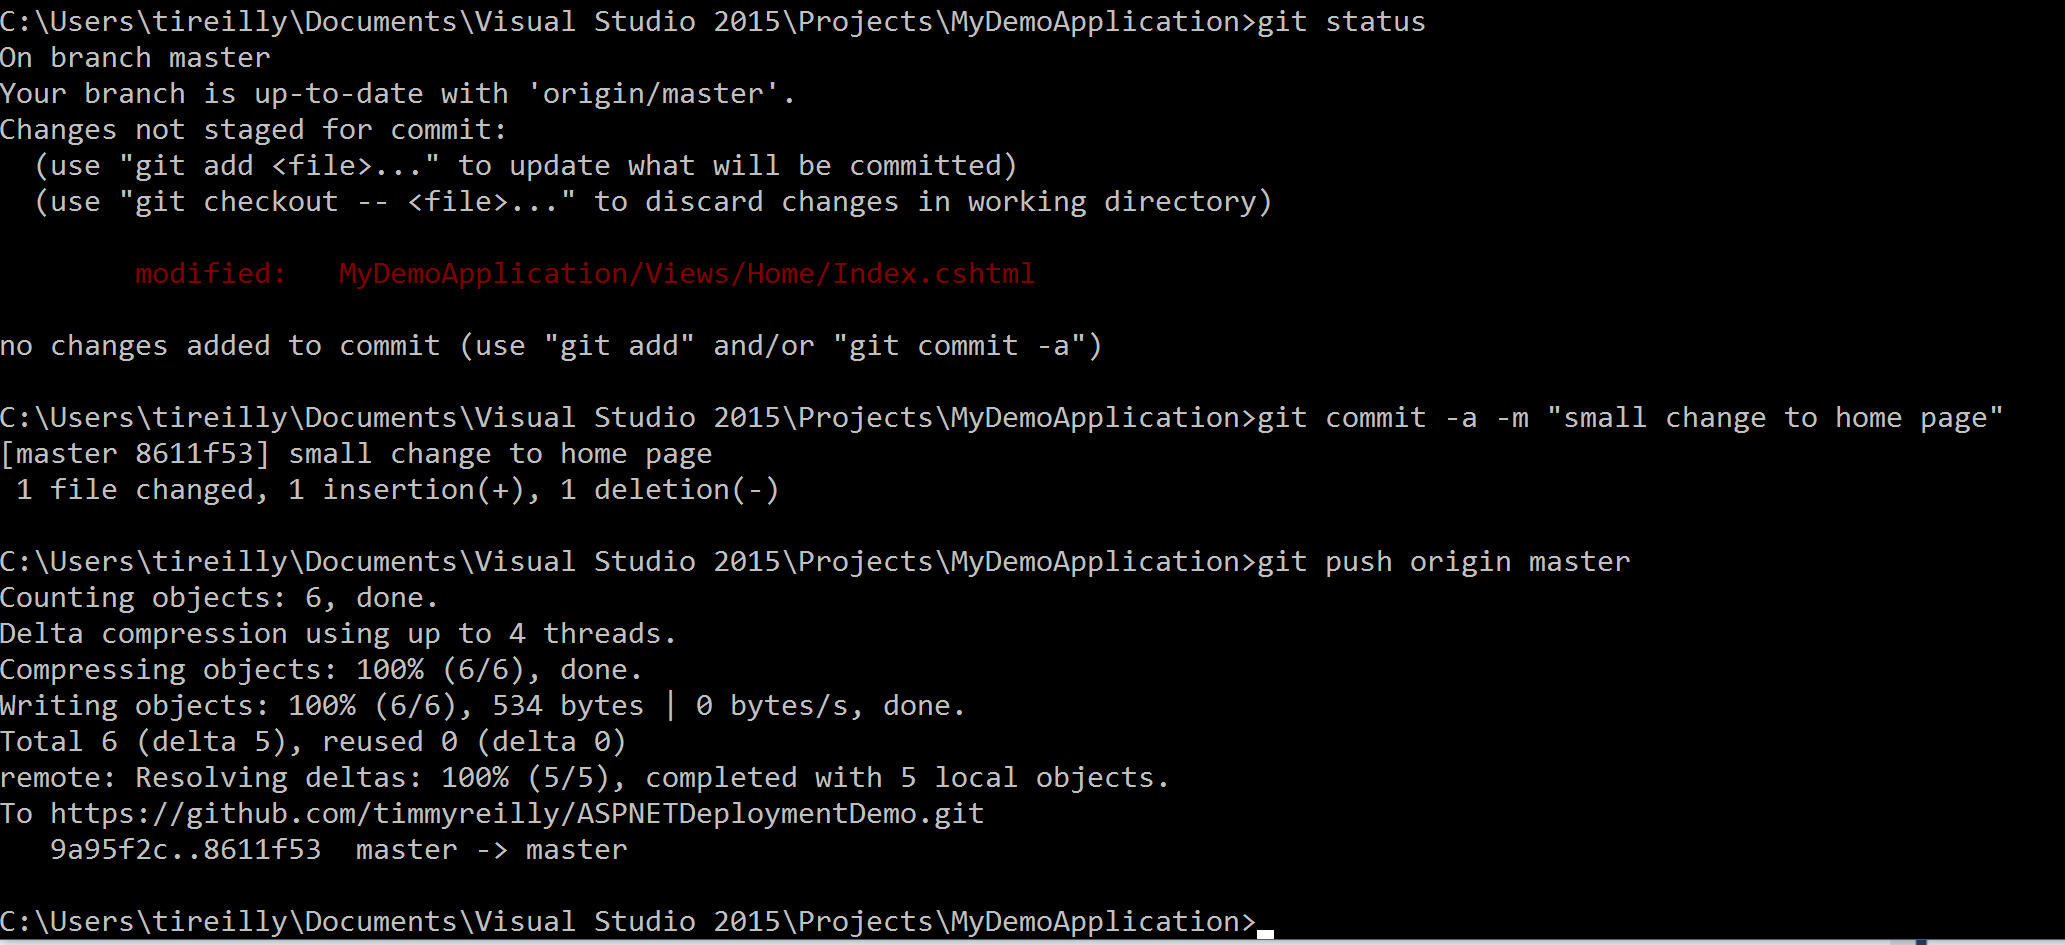 C:\Users\tireilly\Documents\Visual Studio 2015\Projects\MyDemoApplication>git status
On branch master
Your branch is up-to-date with 'origin/master'.
Changes not staged for commit:
  (use "git add <file>..." to update what will be committed)
  (use "git checkout -- <file>..." to discard changes in working directory)
        modified:   MyDemoApplication/Views/Home/Index.cshtml
no changes added to commit (use "git add" and/or "git commit -a")
C:\Users\tireilly\Documents\Visual Studio 2015\Projects\MyDemoApplication>git commit -a -m "small change to home page"
[master 8611f53] small change to home page
 1 file changed, 1 insertion(+), 1 deletion(-)
C:\Users\tireilly\Documents\Visual Studio 2015\Projects\MyDemoApplication>git push origin master
Counting objects: 6, done.
Delta compression using up to 4 threads.
Compressing objects: 100% (6/6), done.
Writing objects: 100% (6/6), 534 bytes | 0 bytes/s, done.
Total 6 (delta 5), reused 0 (delta 0)
remote: Resolving deltas: 100% (5/5), completed with 5 local objects.
To https://github.com/timmyreilly/ASPNETDeploymentDemo.git
   9a95f2c..8611f53  master -> master
C:\Users\tireilly\Documents\Visual Studio 2015\Projects\MyDemoApplication>